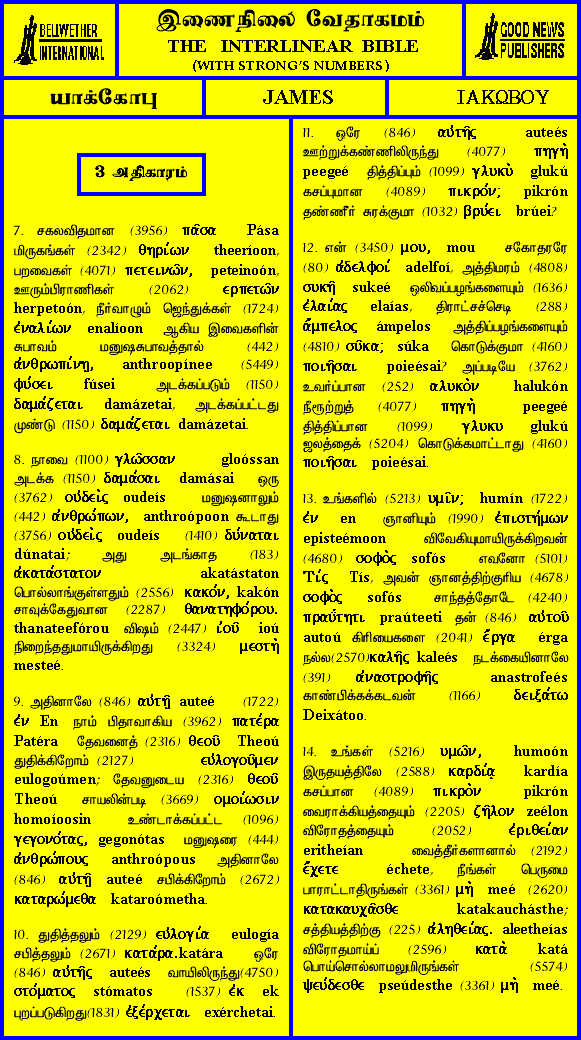 BELLWETHER
INTERNATIONAL
இணைநிலை வேதாகமம்
THE INTERLINEAR BIBLE
(WITH STRONG'S NUMBERS)
GOOD NEWS
PUBLISHERS
யாக்கோபு
JAMES
ΙΑΚΩΒΟΥ
3 அதிகாரம்
7. சகலவிதமான (3956) πᾶσα Pása
மிருகங்கள் (2342) θηρίων theeríoon,
பறவைகள் (4071) πετεινῶν, peteinoón,
ஊரும்பிராணிகள் (2062) ερπετῶν
herpetoón, நீர்வாழும் ஜெந்துக்கள் (1724)
ἐναλίων enalíoon ஆகிய இவைகளின்
சுபாவம் மனுஷசுபாவத்தால் (442)
ἀνθρωπίνῃ, anthroopínee (5449)
φύσει fúsei அடக்கப்படும் (1150)
δαμάζεται damázetai, அடக்கப்பட்டது
முண்டு (1150) δαμάζεται damázetai.
8. நாவை (1100) γλῶσσαν gloóssan
அடக்க (1150) δαμάσαι damásai ஒரு
(3762) οὐδεὶς oudeís மனுஷனாலும்
(442) ἀνθρώπων, anthroópoon கூடாது
(3756) οὐδεὶς oudeís (1410) δύναται
dúnatai; அது அடங்காத (183)
ἀκατάστατον akatástaton
பொல்லாங்குள்ளதும் (2556) κακόν, kakón
சாவுக்கேதுவான (2287) θανατηφόρου.
thanateefórou விஷம் (2447) ἰοῦ ioú
நிறைந்ததுமாயிருக்கிறது (3324) μεστὴ
mesteé.
9. அதினாலே (846) αὐτῇ auteé (1722)
ἐν En நாம் பிதாவாகிய (3962) πατέρα
Patéra தேவனைத் (2316) θεοῦ Theoú
துதிக்கிறோம் (2127) εὐλογοῦμεν
eulogoúmen; தேவனுடைய (2316) θεοῦ
Theoú சாயலின்படி (3669) ομοίωσιν
homoíoosin உண்டாக்கப்பட்ட (1096)
γεγονότας, gegonótas மனுஷரை (444)
ἀνθρώπους anthroópous அதினாலே
(846) αὐτῇ auteé சபிக்கிறோம் (2672)
καταρώμεθα kataroómetha.
10. துதித்தலும் (2129) εὐλογία eulogía
சபித்தலும் (2671) κατάρα.katára ஒரே
(846) αὐτῆς auteés வாயிலிருந்து(4750)
στόματος stómatos (1537) ἐκ ek
புறப்படுகிறது(1831) ἐξέρχεται exérchetai.
11. ஒரே (846) αὐτῆς auteés
ஊற்றுக்கண்ணிலிருந்து (4077) πηγὴ
peegeé தித்திப்பும் (1099) γλυκὺ glukú
கசப்புமான (4089) πικρόν; pikrón
தண்ணீர் சுரக்குமா (1032) βρύει brúei?
12. என் (3450) μου, mou சகோதரரே
(80) ἀδελφοί adelfoí, அத்திமரம் (4808)
συκῆ sukeé ஒலிவப்பழங்களையும் (1636)
ἐλαίας elaías, திராட்சச்செடி (288)
ἄμπελος ámpelos அத்திப்பழங்களையும்
(4810) σῦκα; súka கொடுக்குமா (4160)
ποιῆσαι poieésai? அப்படியே (3762)
உவர்ப்பான (252) αλυκὸν halukón
நீரூற்றுத் (4077) πηγὴ peegeé
தித்திப்பான (1099) γλυκυ glukú
ஜலத்தைக் (5204) கொடுக்கமாட்டாது (4160)
ποιῆσαι poieésai.
13. உங்களில் (5213) υμῖν; humín (1722)
ἐν en ஞானியும் (1990) ἐπιστήμων
episteémoon விவேகியுமாயிருக்கிறவன்
(4680) σοφὸς sofós எவனோ (5101)
Τίς Tís, அவன் ஞானத்திற்குரிய (4678)
σοφὸς sofós சாந்தத்தோடே (4240)
πραΰτητι praúteeti தன் (846) αὐτοῦ
autoú கிரியைகளை (2041) ἔργα érga
நல்ல(2570)καλῆς kaleés நடக்கையினாலே
(391) ἀναστροφῆς anastrofeés
காண்பிக்கக்கடவன் (1166) δειξάτω
Deixátoo.
14. உங்கள் (5216) υμῶν, humoón
இருதயத்திலே (2588) καρδίᾳ kardía
கசப்பான (4089) πικρὸν pikrón
வைராக்கியத்தையும் (2205) ζῆλον zeélon
விரோதத்தையும் (2052) ἐριθείαν
eritheían வைத்தீர்களானால் (2192)
ἔχετε échete, நீங்கள் பெருமை
பாராட்டாதிருங்கள் (3361) μὴ meé (2620)
κατακαυχᾶσθε katakauchásthe;
சத்தியத்திற்கு (225) ἀληθείας. aleetheías
விரோதமாய்ப் (2596) κατὰ katá
பொய்சொல்லாமலுமிருங்கள் (5574)
ψεύδεσθε pseúdesthe (3361) μὴ meé.